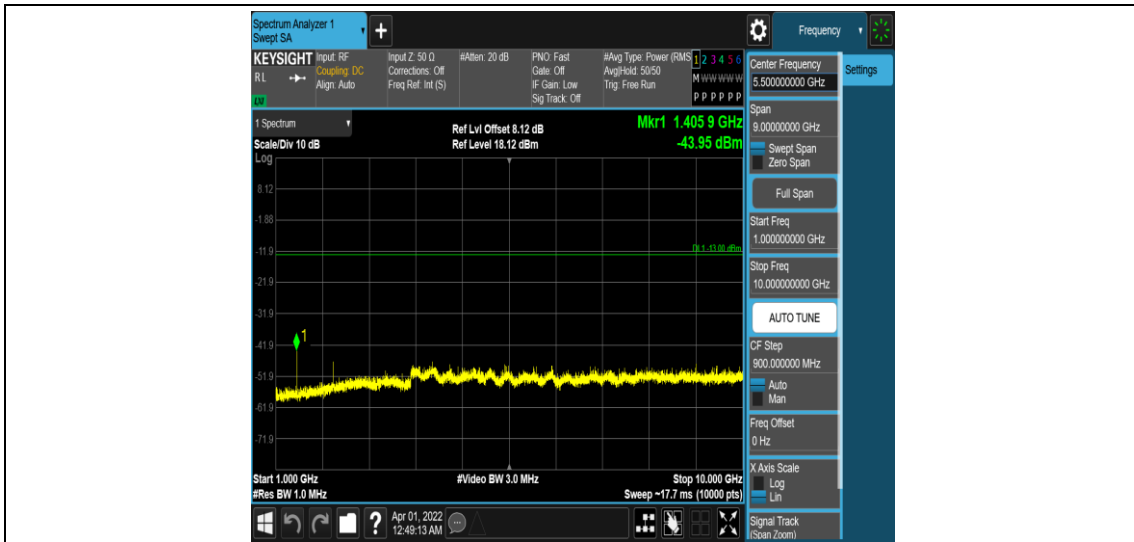 Spectrum Analyzer 1
Swept SA
Frequency
KEYSIGHT
RL
LXI
Input: RF
Coupling: DC
Align: Auto
Input Z: 50 Ω
Corrections: Off
Freq Ref: Int (S)
#Atten: 20 dB
PNO: Fast
Gate: Off
IF Gain: Low
Sig Track: Off
#Avg Type: Power (RMS
Avg|Hold: 50/50
Trig: Free Run
1 2 3 4 5 6
M W W W W W
P P P P P P
Center Frequency
5.500000000 GHz
Settings
1 Spectrum
Scale/Div 10 dB
Ref Lvl Offset 8.12 dB
Ref Level 18.12 dBm
Mkr1 1.405 9 GHz
-43.95 dBm
Log
8.12
-1.88
-11.9
-21.9
-31.9
-41.9
-51.9
-61.9
-71.9
DL1 -13.00 dBm
1
Start 1.000 GHz
#Res BW 1.0 MHz
#Video BW 3.0 MHz
Stop 10.000 GHz
Sweep ~17.7 ms (10000 pts)
Span
9.00000000 GHz
Swept Span
Zero Span
Full Span
Start Freq
1.000000000 GHz
Stop Freq
10.000000000 GHz
AUTO TUNE
CF Step
900.000000 MHz
Auto
Man
Freq Offset
0 Hz
X Axis Scale
Log
Lin
Signal Track
(Span Zoom)
Apr 01, 2022
12:49:13 AM